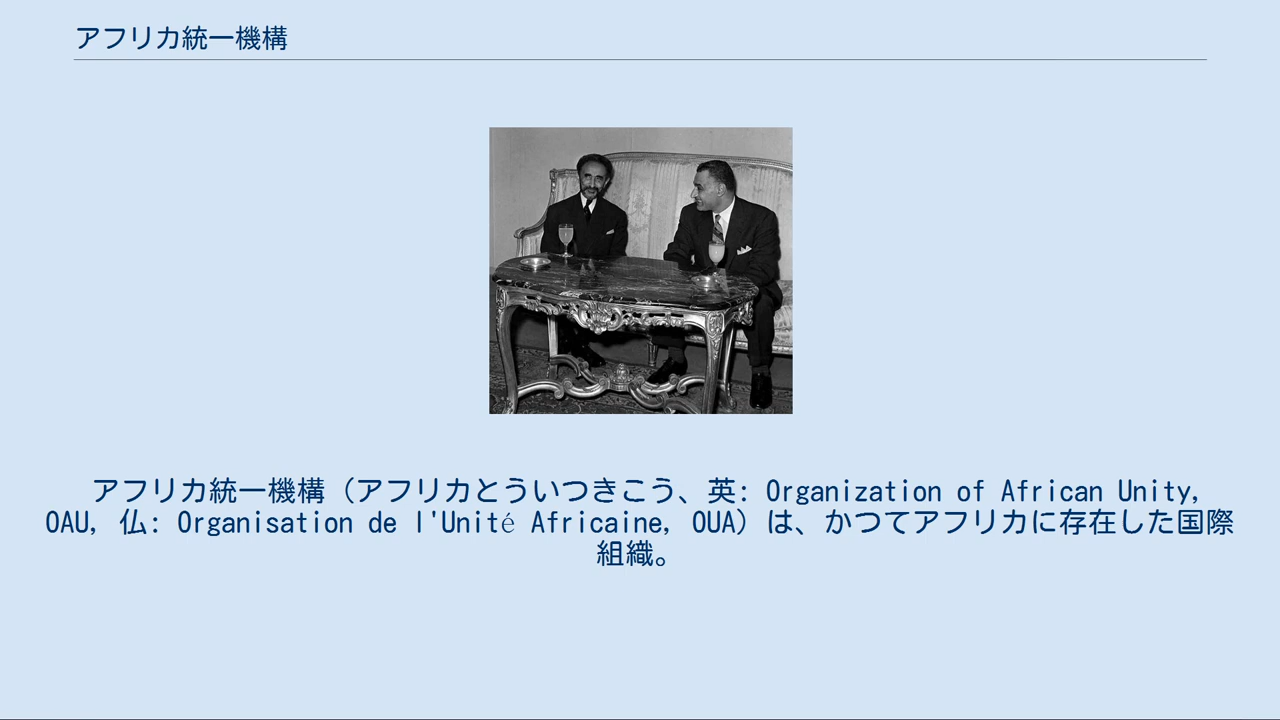 アフリカ統一機構
アフリカ統一機構（アフリカとういつきこう、英: Organization of African Unity,
OAU, 仏: Organisation de l'Unité Africaine, OUA）は、かつてアフリカに存在した国際
組織。